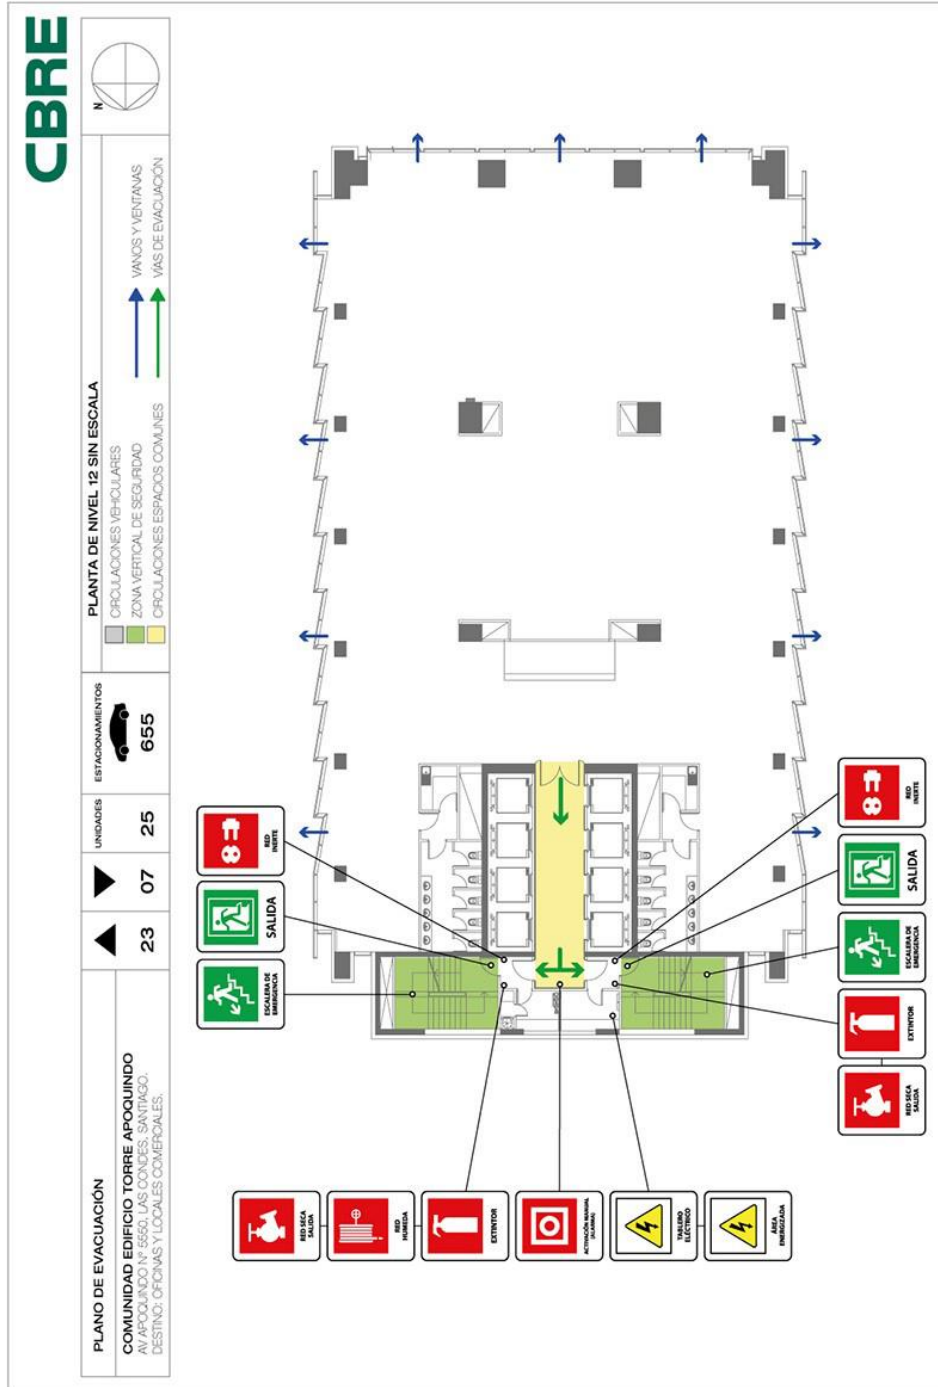 CBRE
PLANO DE EVACUACIÓN
COMUNIDAD EDIFICIO TORRE APOQUINDO
AV APOQUINDO Nº 5550, LAS CONDES, SANTIAGO.
DESTINO: OFICINAS Y LOCALES COMERCIALES.
23
07
UNIDADES
25
ESTACIONAMIENTOS
655
PLANTA DE NIVEL 12 SIN ESCALA
CIRCULACIONES VEHICULARES
ZONA VERTICAL DE SEGURIDAD
CIRCULACIONES ESPACIOS COMUNES
VANOS Y VENTANAS
VÍAS DE EVACUACIÓN
N
ESCALERA DE
EMERGENCIA
SALIDA
RED
INERTE
RED SECA
SALIDA
RED
HUMEDA
EXTINTOR
ACTIVACIÓN MANUAL
(ALARMA)
TABLERO
ELÉCTRICO
ÁREA
ENERGIZADA
RED SECA
SALIDA
EXTINTOR
ESCALERA DE
EMERGENCIA
SALIDA
RED
INERTE